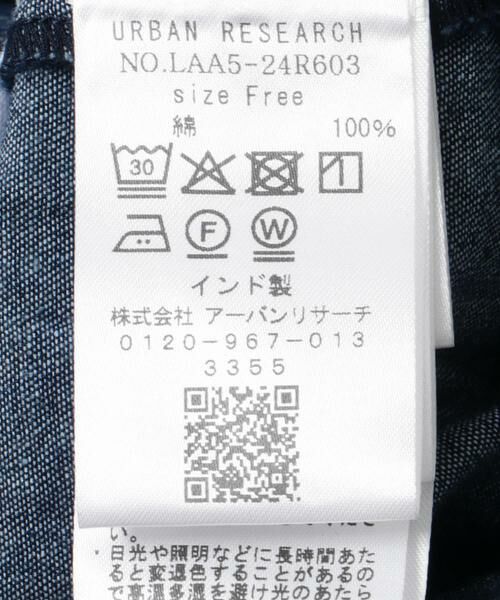 URBAN RESEARCH
NO.LAA5-24R603
size Free
綿 100%
30
F W
インド製
株式会社 アーバンリサーチ
0120-967-013
3355
い。
・日光や照明などに長時間あた
ると変退色することがあるの
で高温多湿を避け光のあたら